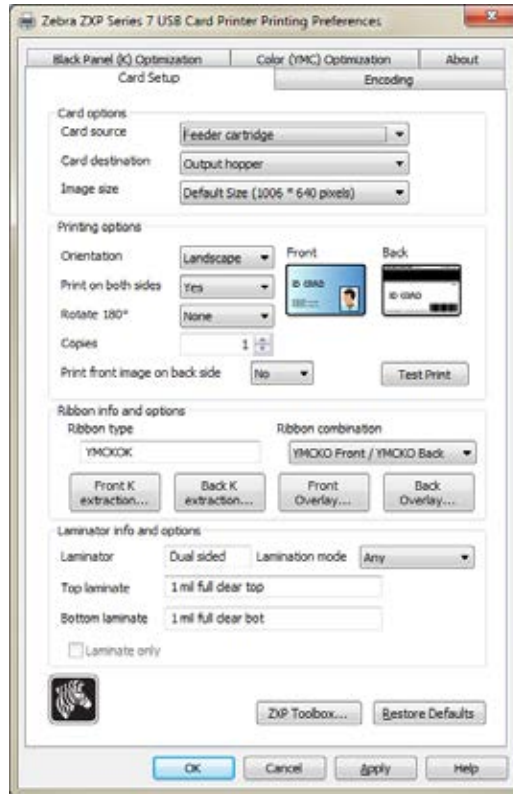 Zebra ZXP Series 7 USB Card Printer Printing Preferences
Black Panel (K) Optimization Color (YMC) Optimization About
Card Setup Encoding
Card options
Card source Feeder cartridge
Card destination Output hopper
Image size Default Size (1006 * 640 pixels)
Printing options
Orientation Landscape Front Back
Print on both sides Yes ID CARD ID CARD
Rotate 180° None
Copies 1
Print front image on back side No Test Print
Ribbon info and options
Ribbon type Ribbon combination
YMCKOK YMCKO Front / YMCKO Back
Front K extraction... Back K extraction... Front Overlay... Back Overlay...
Laminator info and options
Laminator Dual sided Lamination mode Any
Top laminate 1 mil full clear top
Bottom laminate 1 mil full clear bot
Laminate only
ZXP Toolbox... Restore Defaults
OK Cancel Apply Help